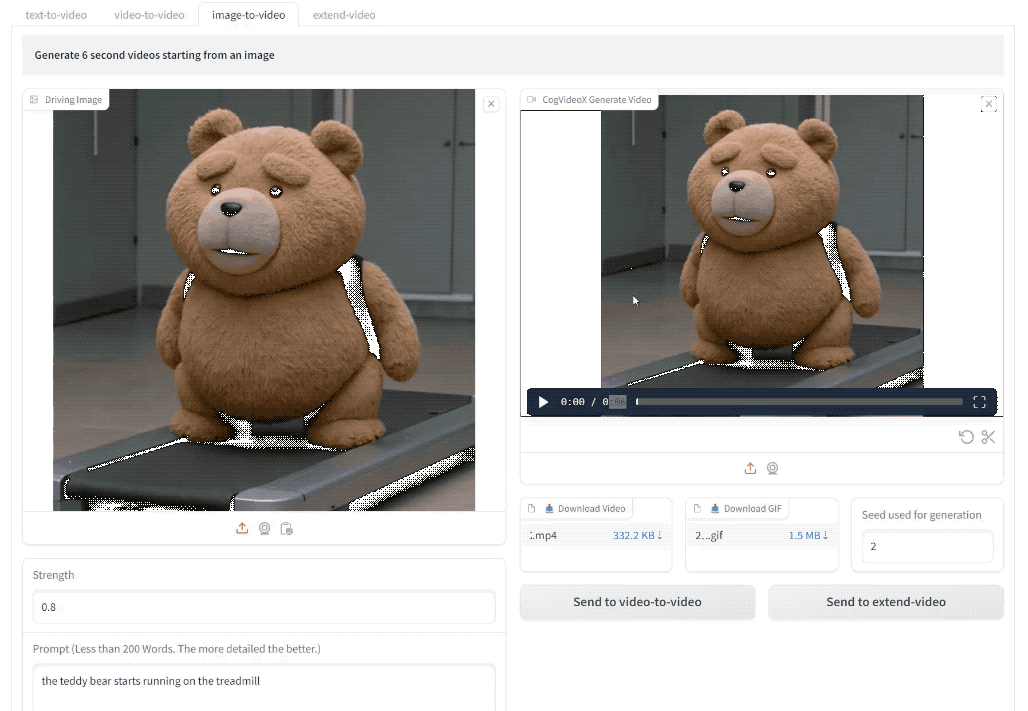 text-to-video video-to-video image-to-video extend-video
Generate 6 second videos starting from an image
Driving Image
CogVideoX Generate Video
0:00 / 0:06
Download Video
.mp4 332.2 KB ↓
Download GIF
2...gif 1.5 MB ↓
Seed used for generation
2
Send to video-to-video
Send to extend-video
Strength
0.8
Prompt (Less than 200 Words. The more detailed the better.)
the teddy bear starts running on the treadmill